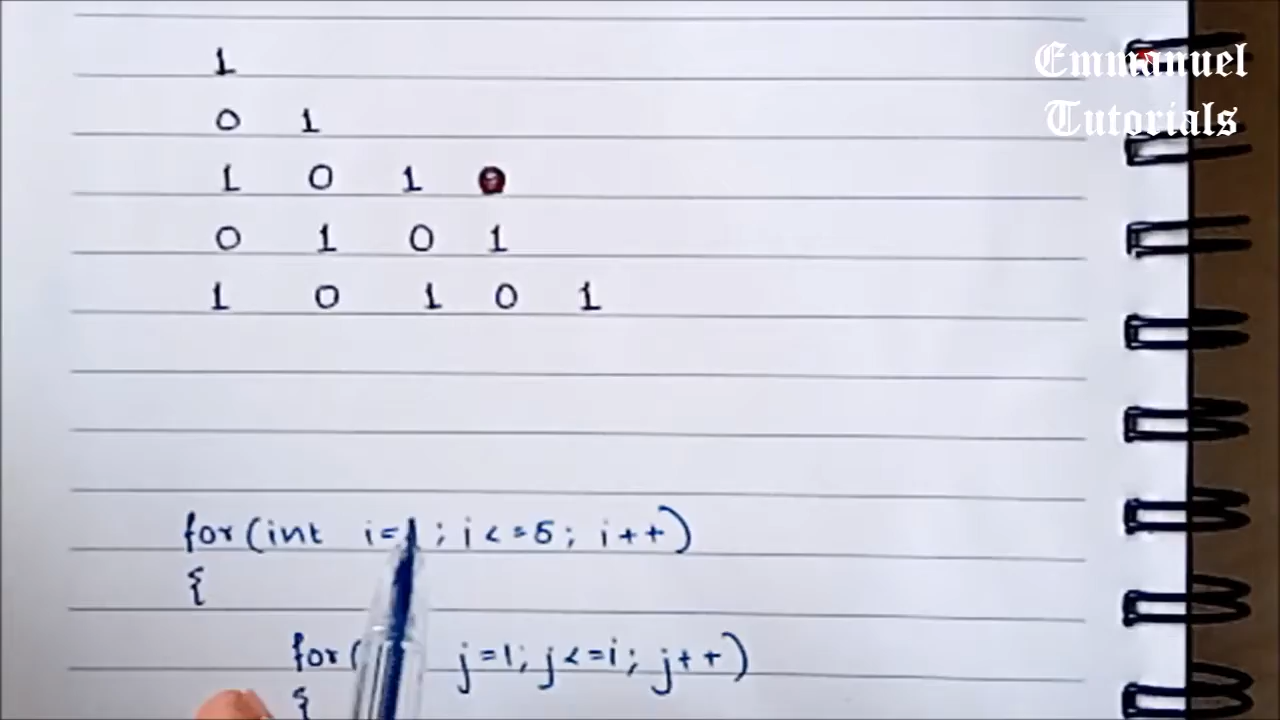 1
0 1
1 0 1
0 1 0 1
1 0 1 0 1
for(int i=1; i<=5; i++)
{
for( j=1; j<=i; j++)
{
Emmanuel
Tutorials